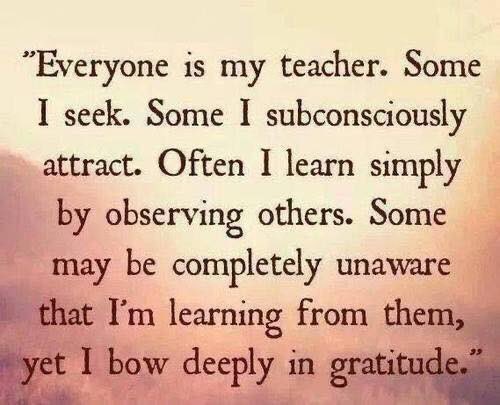 "Everyone is my teacher. Some
I seek. Some I subconsciously
attract. Often I learn simply
by observing others. Some
may be completely unaware
that I'm learning from them,
yet I bow deeply in gratitude."